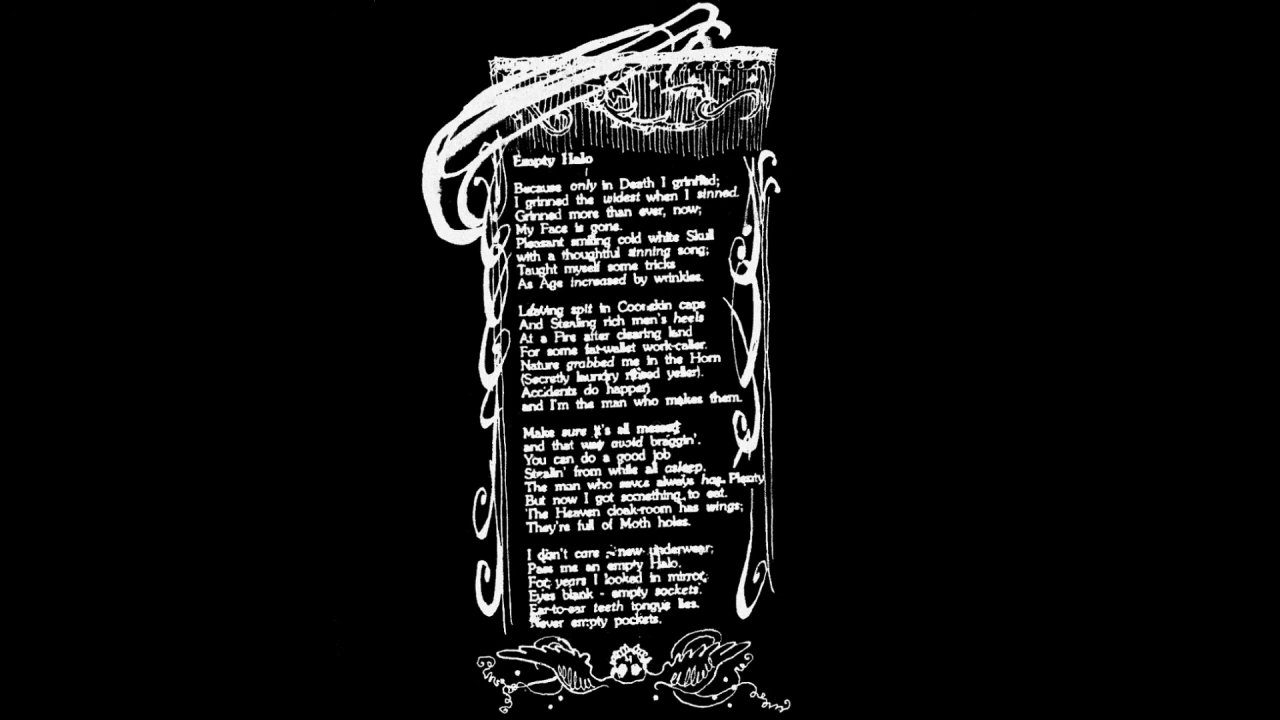 Empty Halo
Because only in Death I grinned;
I grinned the widest when I sinned.
Grinned more than ever, now;
My Face is gone.
Pleasant smiling cold white Skull
with a thoughtful sinning song;
Taught myself some tricks
As Age increased by wrinkles.
Leaving spit in Coonskin caps
And Stealing rich men's heels
At a Fire after clearing land
For some fat-wallet work-caller.
Nature grabbed me in the Horn
(Secretly laundry rinsed yeller).
Accidents do happen)
and I'm the man who makes them.
Make sure it's all messed
and that way avoid braggin'.
You can do a good job
Stealin' from while all asleep.
The man who saves always has Plenty
But now I got something to eat.
The Heaven cloak-room has wings;
They're full of Moth holes.
I don't care - new underwear;
Pass me an empty Halo.
For years I looked in mirror,
Eyes blank - empty sockets.
Ear-to-ear teeth tongue lies.
Never empty pockets.